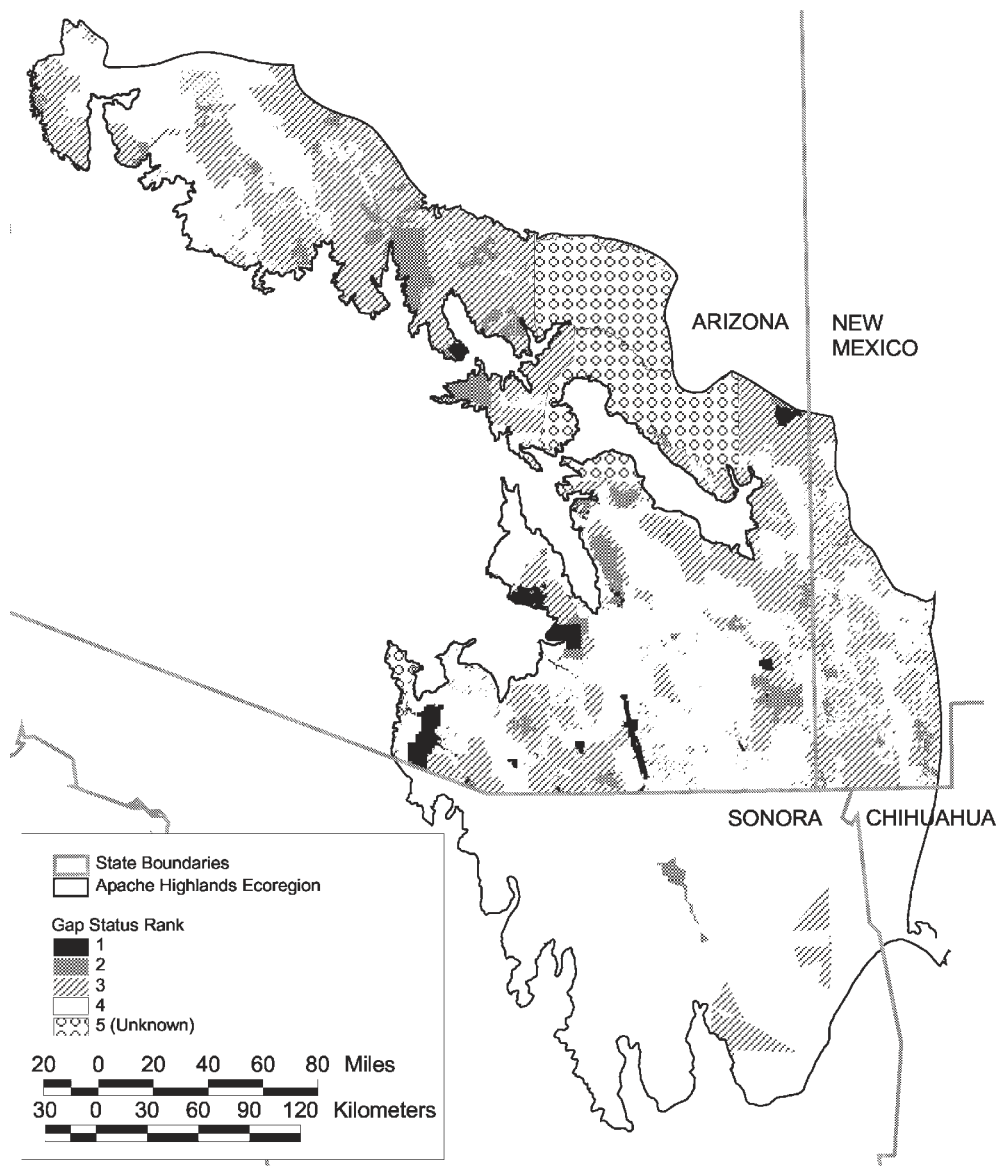 ARIZONA
NEW
MEXICO
SONORA
CHIHUAHUA
State Boundaries
Apache Highlands Ecoregion
Gap Status Rank
1
2
3
4
5 (Unknown)
20 0 20 40 60 80 Miles
30 0 30 60 90 120 Kilometers